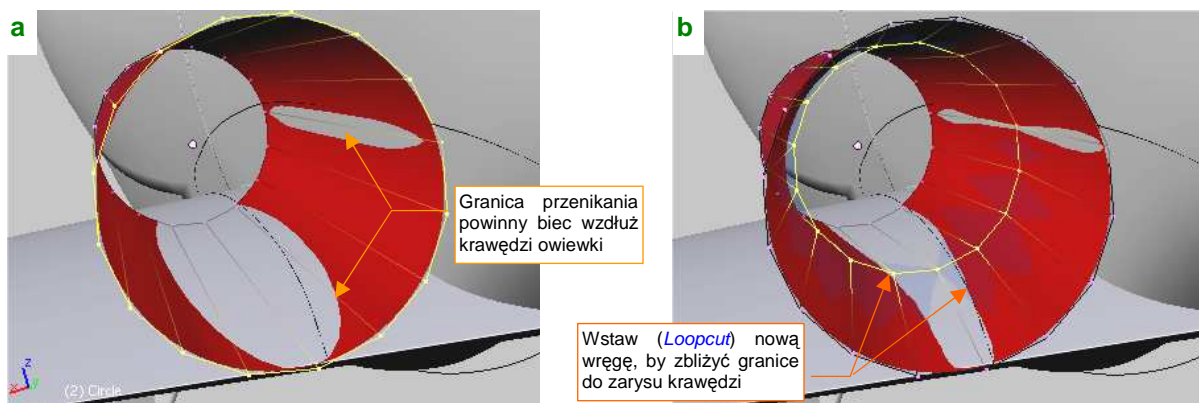 a
b
Granica przenikania
powinny biec wzdłuż
krawędzi owiewki
Wstaw (Loopcut) nową
wręgę, by zbliżyć granice
do zarysu krawędzi
z
x
y
(2) Circle